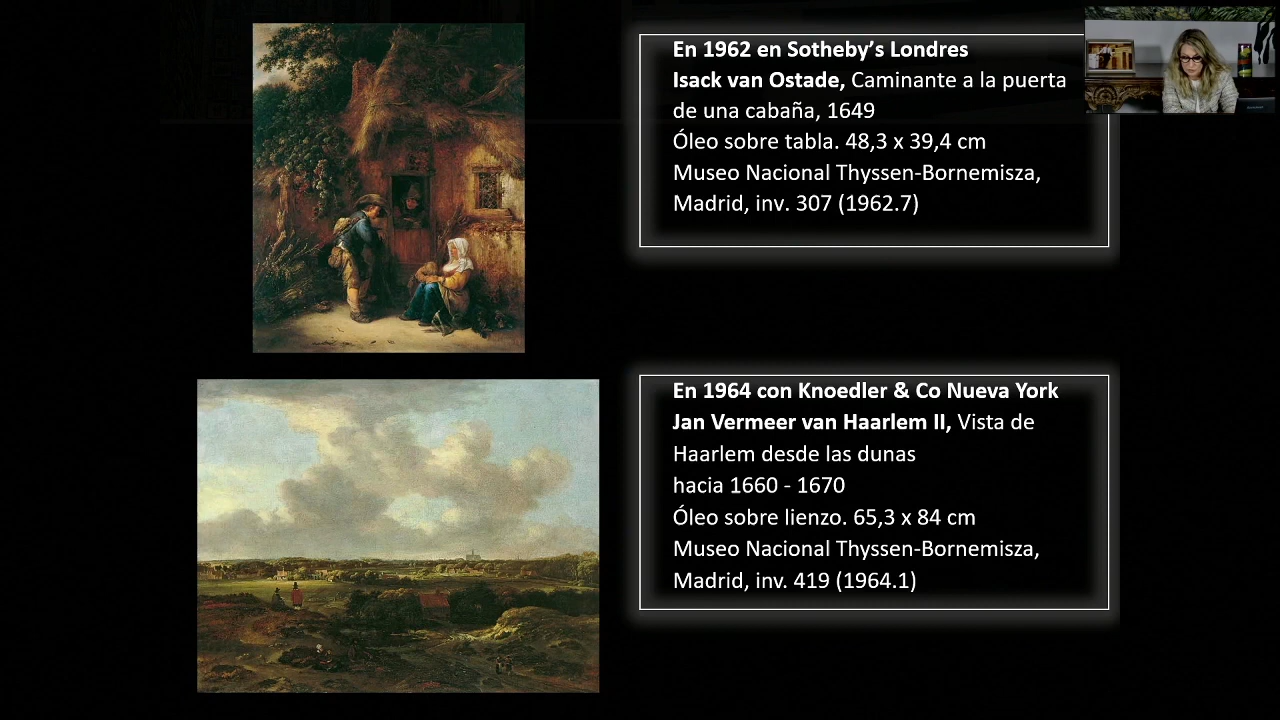 En 1962 en Sotheby’s Londres
Isack van Ostade, Caminante a la puerta
de una cabaña, 1649
Óleo sobre tabla. 48,3 x 39,4 cm
Museo Nacional Thyssen-Bornemisza,
Madrid, inv. 307 (1962.7)
En 1964 con Knoedler & Co Nueva York
Jan Vermeer van Haarlem II, Vista de
Haarlem desde las dunas
hacia 1660 - 1670
Óleo sobre lienzo. 65,3 x 84 cm
Museo Nacional Thyssen-Bornemisza,
Madrid, inv. 419 (1964.1)